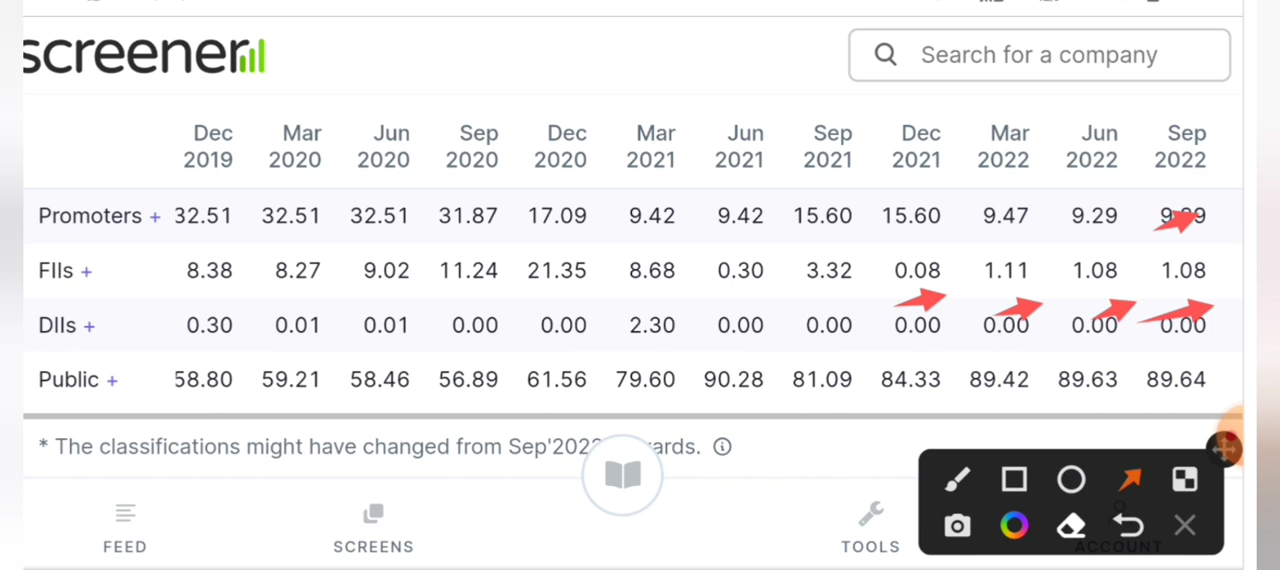 screener
Search for a company
Dec 2019 Mar 2020 Jun 2020 Sep 2020 Dec 2020 Mar 2021 Jun 2021 Sep 2021 Dec 2021 Mar 2022 Jun 2022 Sep 2022
Promoters + 32.51 32.51 32.51 31.87 17.09 9.42 9.42 15.60 15.60 9.47 9.29
FIIs + 8.38 8.27 9.02 11.24 21.35 8.68 0.30 3.32 0.08 1.11 1.08 1.08
DIIs + 0.30 0.01 0.01 0.00 0.00 2.30 0.00 0.00 0.00 0.00 0.00 0.00
Public + 58.80 59.21 58.46 56.89 61.56 79.60 90.28 81.09 84.33 89.42 89.63 89.64
* The classifications might have changed from
FEED
SCREENS
TOOLS
ACCOUNT